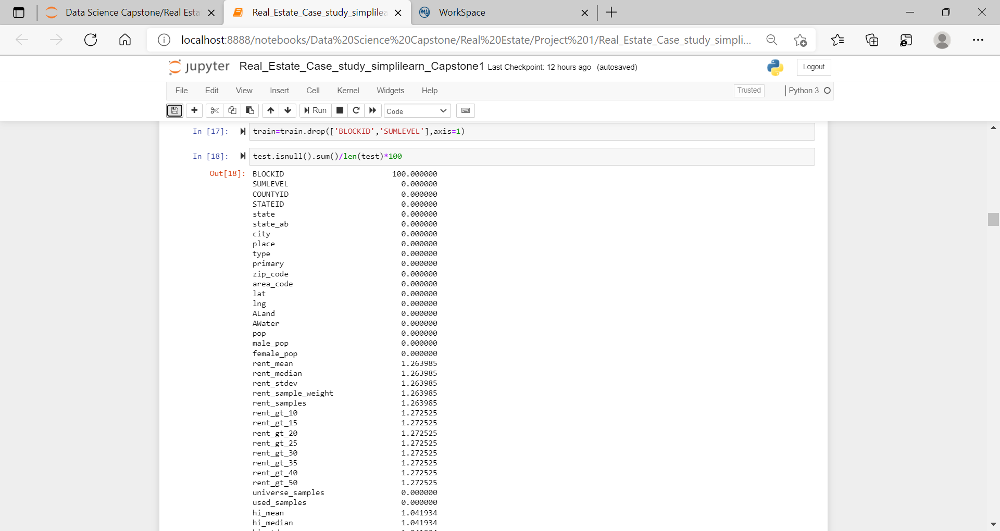 Data Science Capstone/Real Esta
Real_Estate_Case_study_simplilea
my WorkSpace
localhost:8888/notebooks/Data%20Science%20Capstone/Real%20Estate/Project%201/Real_Estate_Case_study_simpli...
jupyter Real_Estate_Case_study_simplilearn_Capstone1 Last Checkpoint: 12 hours ago (autosaved)
Logout
File Edit View Insert Cell Kernel Widgets Help
Trusted
Python 3
Run
Code
In [17]: train=train.drop(['BLOCKID','SUMLEVEL'],axis=1)
In [18]: test.isnull().sum()/len(test)*100
Out[18]: BLOCKID 100.000000
SUMLEVEL 0.000000
COUNTYID 0.000000
STATEID 0.000000
state 0.000000
state_ab 0.000000
city 0.000000
place 0.000000
type 0.000000
primary 0.000000
zip_code 0.000000
area_code 0.000000
lat 0.000000
lng 0.000000
ALand 0.000000
AWater 0.000000
pop 0.000000
male_pop 0.000000
female_pop 0.000000
rent_mean 1.263985
rent_median 1.263985
rent_stdev 1.263985
rent_sample_weight 1.263985
rent_samples 1.263985
rent_gt_10 1.272525
rent_gt_15 1.272525
rent_gt_20 1.272525
rent_gt_25 1.272525
rent_gt_30 1.272525
rent_gt_35 1.272525
rent_gt_40 1.272525
rent_gt_50 1.272525
universe_samples 0.000000
used_samples 0.000000
hi_mean 1.041934
hi_median 1.041934